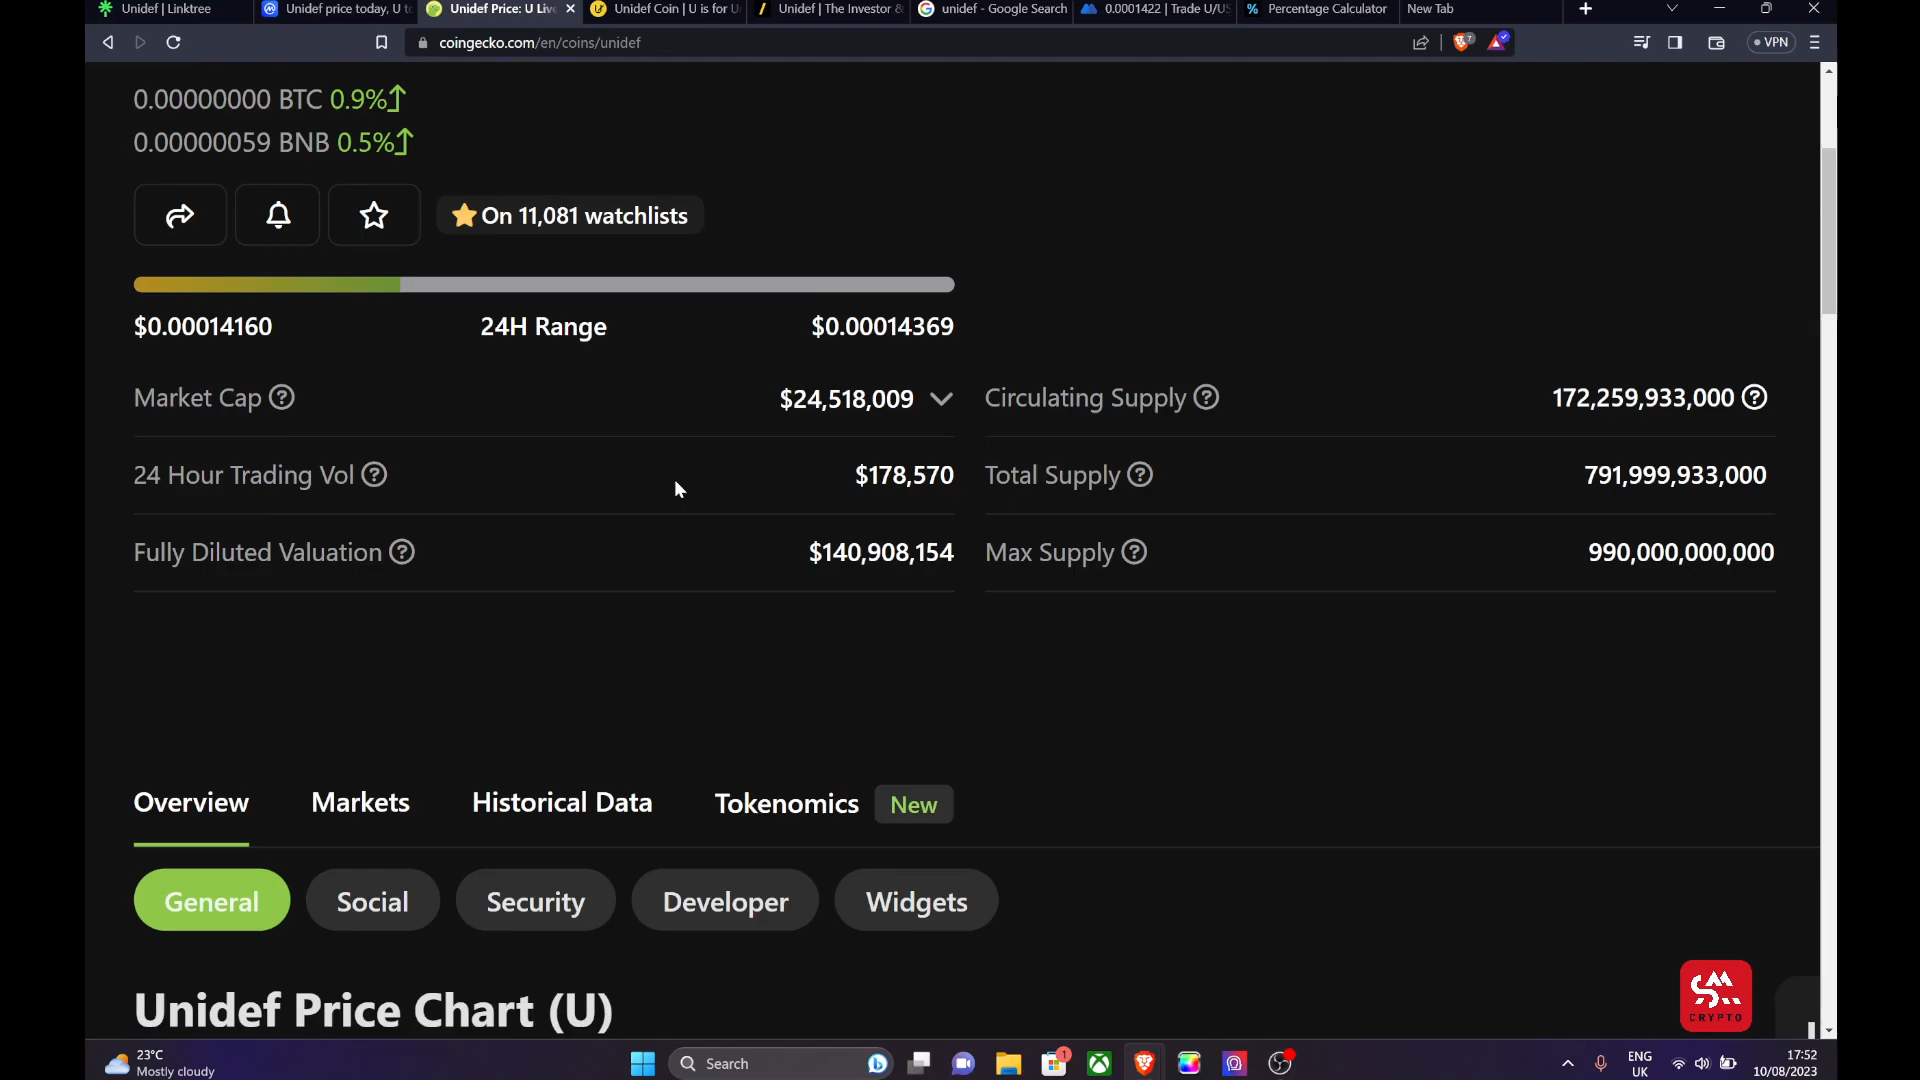 Unidef | Linktree
Unidef price today, U to
Unidef Price: U Live
Unidef Coin | U is for U
Unidef | The Investor &
unidef - Google Search
0.0001422 | Trade U/US
Percentage Calculator
New Tab
coingecko.com/en/coins/unidef
7
VPN
0.00000000 BTC 0.9%
0.00000059 BNB 0.5%
On 11,081 watchlists
$0.00014160 24H Range $0.00014369
Market Cap ? $24,518,009
Circulating Supply ? 172,259,933,000 ?
24 Hour Trading Vol ? $178,570
Total Supply ? 791,999,933,000
Fully Diluted Valuation ? $140,908,154
Max Supply ? 990,000,000,000
Overview Markets Historical Data Tokenomics New
General Social Security Developer Widgets
Unidef Price Chart (U)
SM
CRYPTO
23°C
Mostly cloudy
Search
1
ENG
UK
17:52
10/08/2023